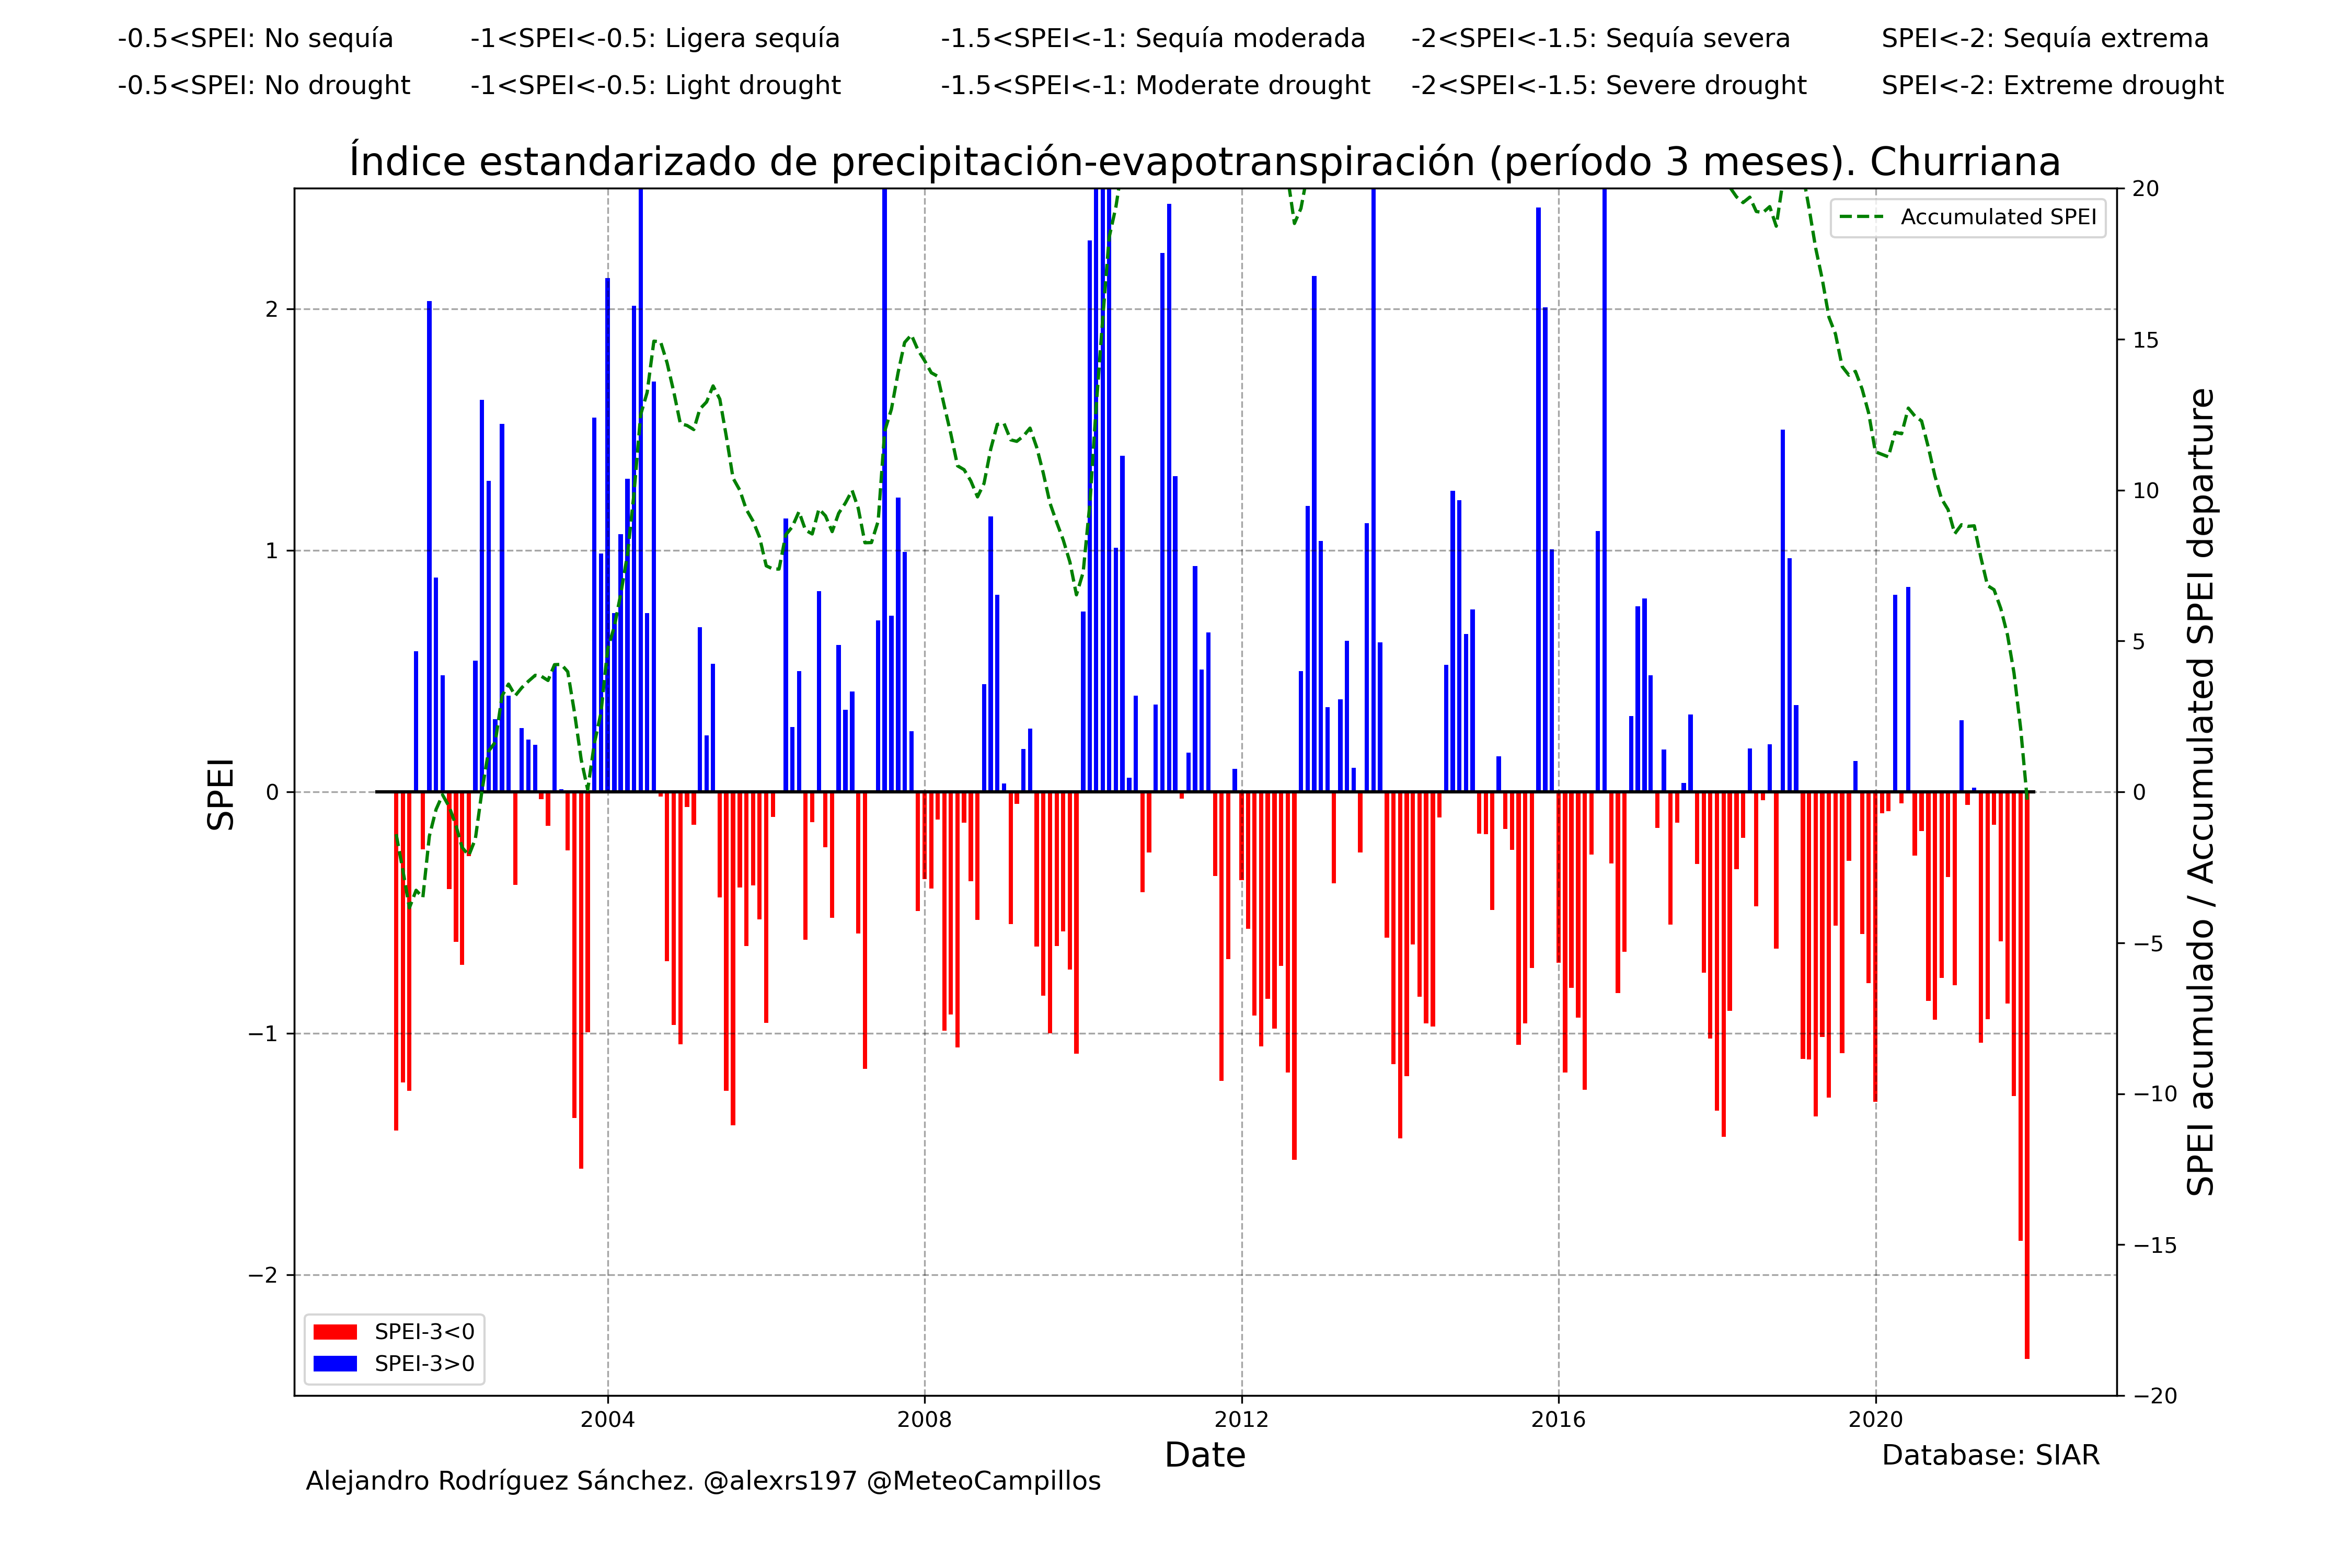 -0.5<SPEI: No sequía -1<SPEI<-0.5: Ligera sequía -1.5<SPEI<-1: Sequía moderada -2<SPEI<-1.5: Sequía severa SPEI<-2: Sequía extrema
-0.5<SPEI: No drought -1<SPEI<-0.5: Light drought -1.5<SPEI<-1: Moderate drought -2<SPEI<-1.5: Severe drought SPEI<-2: Extreme drought
Índice estandarizado de precipitación-evapotranspiración (período 3 meses). Churriana
Accumulated SPEI
SPEI
2
1
0
−1
−2
20
15
10
5
0
−5
−10
−15
−20
SPEI acumulado / Accumulated SPEI departure
SPEI-3<0
SPEI-3>0
2004 2008 2012 2016 2020
Date
Database: SIAR
Alejandro Rodríguez Sánchez. @alexrs197 @MeteoCampillos